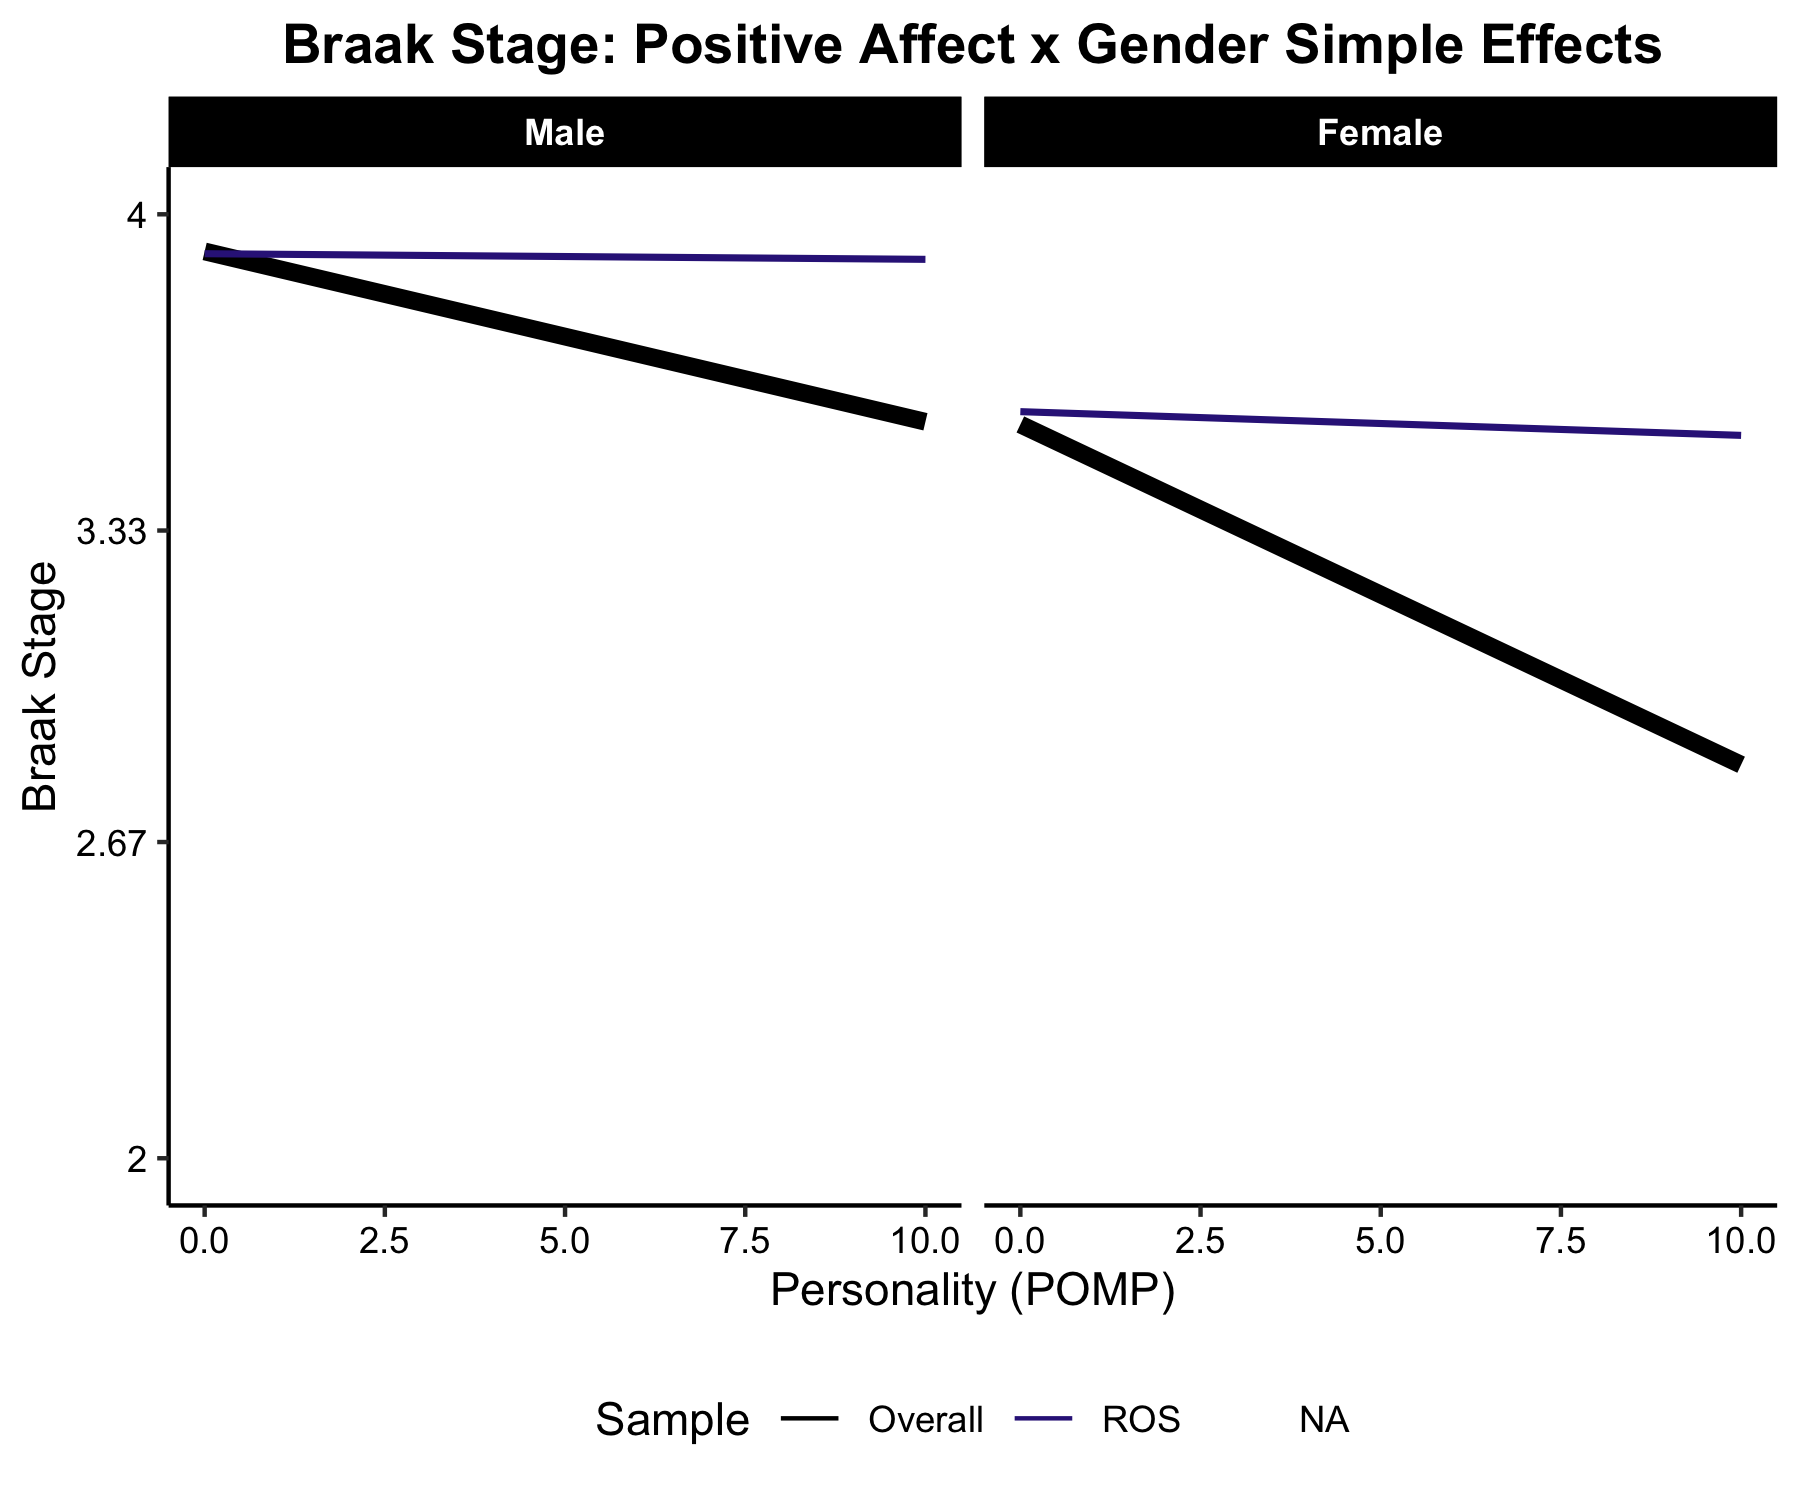 Braak Stage: Positive Affect x Gender Simple Effects
Male
Female
Braak Stage
4
3.33
2.67
2
0.0 2.5 5.0 7.5 10.0
0.0 2.5 5.0 7.5 10.0
Personality (POMP)
Sample Overall ROS NA